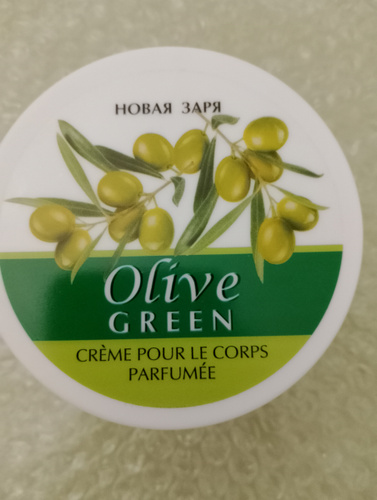 НОВАЯ ЗАРЯ
Olive
GREEN
CRÈME POUR LE CORPS
PARFUMÉE